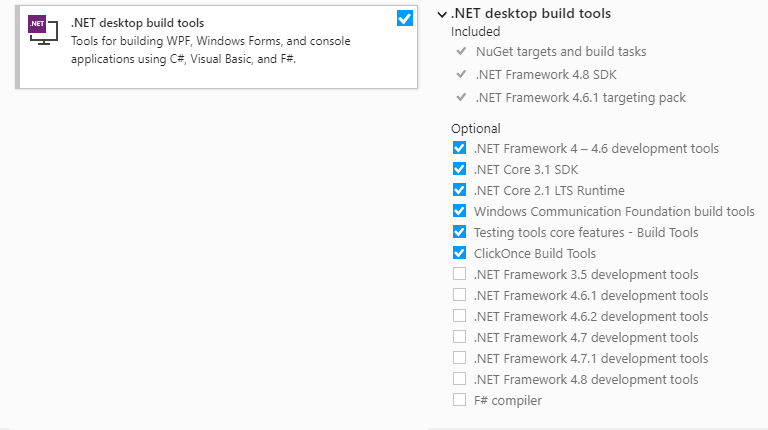 .NET
.NET desktop build tools
Tools for building WPF, Windows Forms, and console
applications using C#, Visual Basic, and F#.
.NET desktop build tools
Included
NuGet targets and build tasks
.NET Framework 4.8 SDK
.NET Framework 4.6.1 targeting pack
Optional
.NET Framework 4 – 4.6 development tools
.NET Core 3.1 SDK
.NET Core 2.1 LTS Runtime
Windows Communication Foundation build tools
Testing tools core features - Build Tools
ClickOnce Build Tools
.NET Framework 3.5 development tools
.NET Framework 4.6.1 development tools
.NET Framework 4.6.2 development tools
.NET Framework 4.7 development tools
.NET Framework 4.7.1 development tools
.NET Framework 4.8 development tools
F# compiler